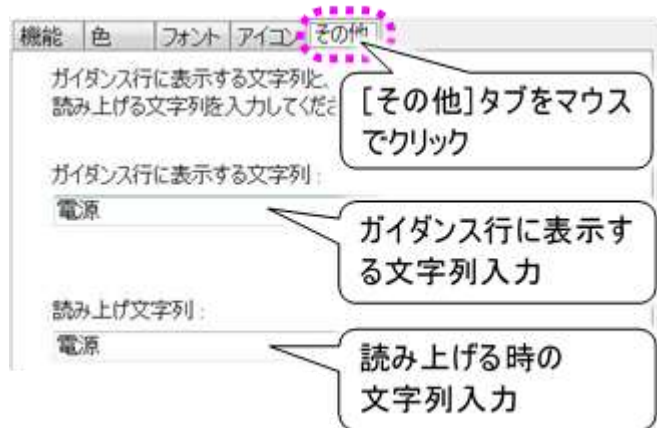 機能 色 フォント アイコン その他
ガイダンス行に表示する文字列と、
読み上げる文字列を入力してくださ
[その他]タブをマウス
でクリック
ガイダンス行に表示する文字列 :
電源
ガイダンス行に表示す
る文字列入力
読み上げ文字列 :
電源
読み上げる時の
文字列入力